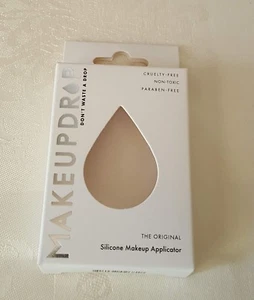 MAKEUPDROP
DON'T WASTE A DROP
CRUELTY-FREE
NON-TOXIC
PARABEN-FREE
THE ORIGINAL
Silicone Makeup Applicator